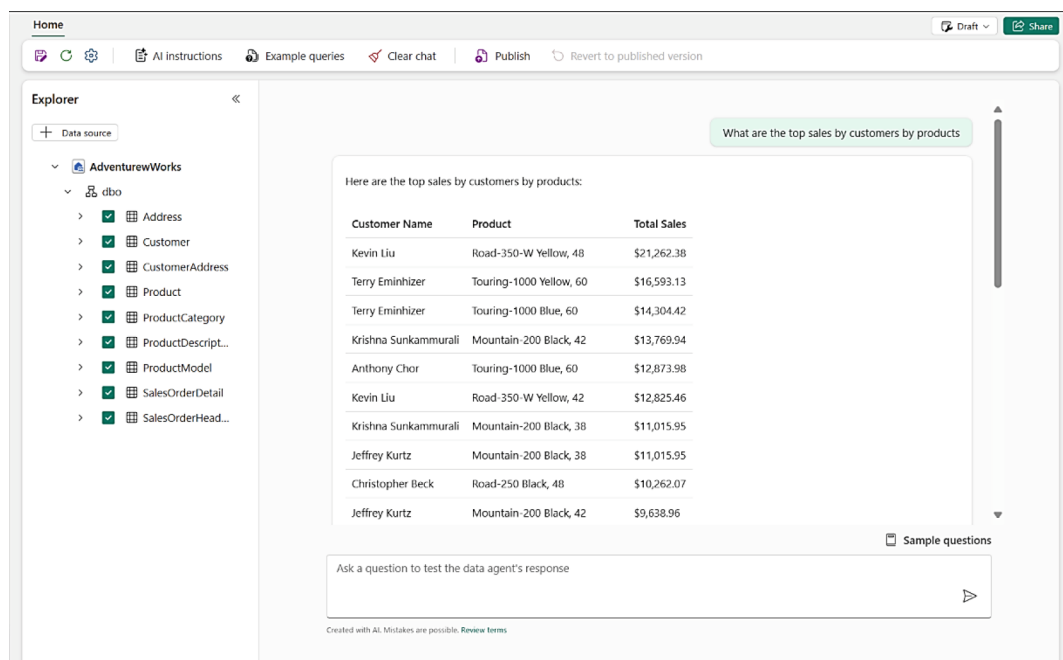 Home
Draft
Share
AI instructions
Example queries
Clear chat
Publish
Revert to published version
Explorer
Data source
AdventurewWorks
dbo
Address
Customer
CustomerAddress
Product
ProductCategory
ProductDescript...
ProductModel
SalesOrderDetail
SalesOrderHead...
What are the top sales by customers by products
Here are the top sales by customers by products:
Customer Name Product Total Sales
Kevin Liu Road-350-W Yellow, 48 $21,262.38
Terry Eminhizer Touring-1000 Yellow, 60 $16,593.13
Terry Eminhizer Touring-1000 Blue, 60 $14,304.42
Krishna Sunkammurali Mountain-200 Black, 42 $13,769.94
Anthony Chor Touring-1000 Blue, 60 $12,873.98
Kevin Liu Road-350-W Yellow, 42 $12,825.46
Krishna Sunkammurali Mountain-200 Black, 38 $11,015.95
Jeffrey Kurtz Mountain-200 Black, 38 $11,015.95
Christopher Beck Road-250 Black, 48 $10,262.07
Jeffrey Kurtz Mountain-200 Black, 42 $9,638.96
Sample questions
Ask a question to test the data agent's response
Created with AI. Mistakes are possible. Review terms